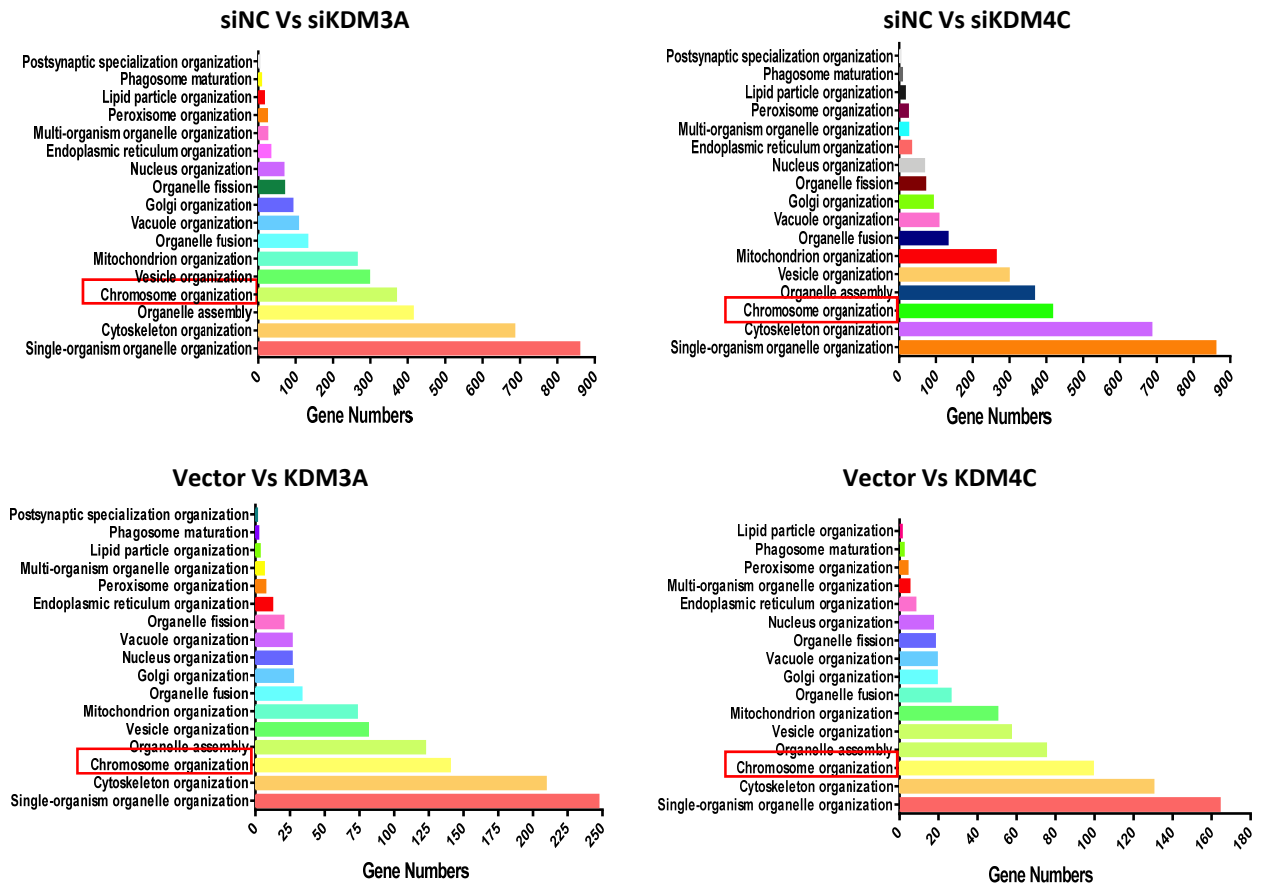 siNC Vs siKDM3A
Postsynaptic specialization organization
Phagosome maturation
Lipid particle organization
Peroxisome organization
Multi-organism organelle organization
Endoplasmic reticulum organization
Nucleus organization
Organelle fission
Golgi organization
Vacuole organization
Organelle fusion
Mitochondrion organization
Vesicle organization
Chromosome organization
Organelle assembly
Cytoskeleton organization
Single-organism organelle organization
0 100 200 300 400 500 600 700 800 900
Gene Numbers
siNC Vs siKDM4C
Postsynaptic specialization organization
Phagosome maturation
Lipid particle organization
Peroxisome organization
Multi-organism organelle organization
Endoplasmic reticulum organization
Nucleus organization
Organelle fission
Golgi organization
Vacuole organization
Organelle fusion
Mitochondrion organization
Vesicle organization
Organelle assembly
Chromosome organization
Cytoskeleton organization
Single-organism organelle organization
0 100 200 300 400 500 600 700 800 900
Gene Numbers
Vector Vs KDM3A
Postsynaptic specialization organization
Phagosome maturation
Lipid particle organization
Multi-organism organelle organization
Peroxisome organization
Endoplasmic reticulum organization
Organelle fission
Vacuole organization
Nucleus organization
Golgi organization
Organelle fusion
Mitochondrion organization
Vesicle organization
Organelle assembly
Chromosome organization
Cytoskeleton organization
Single-organism organelle organization
0 25 50 75 100 125 150 175 200 225 250
Gene Numbers
Vector Vs KDM4C
Lipid particle organization
Phagosome maturation
Peroxisome organization
Multi-organism organelle organization
Endoplasmic reticulum organization
Nucleus organization
Organelle fission
Vacuole organization
Golgi organization
Organelle fusion
Mitochondrion organization
Vesicle organization
Organelle assembly
Chromosome organization
Cytoskeleton organization
Single-organism organelle organization
0 20 40 60 80 100 120 140 160 180
Gene Numbers